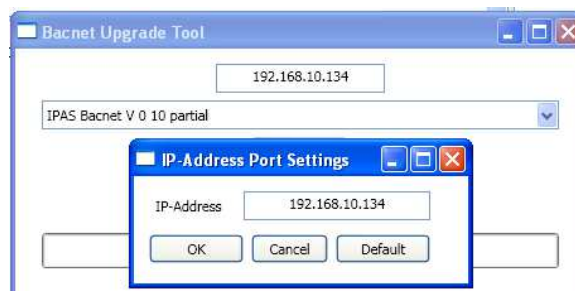 Bacnet Upgrade Tool
192.168.10.134
IPAS Bacnet V 0 10 partial
IP-Address Port Settings
IP-Address 192.168.10.134
OK Cancel Default